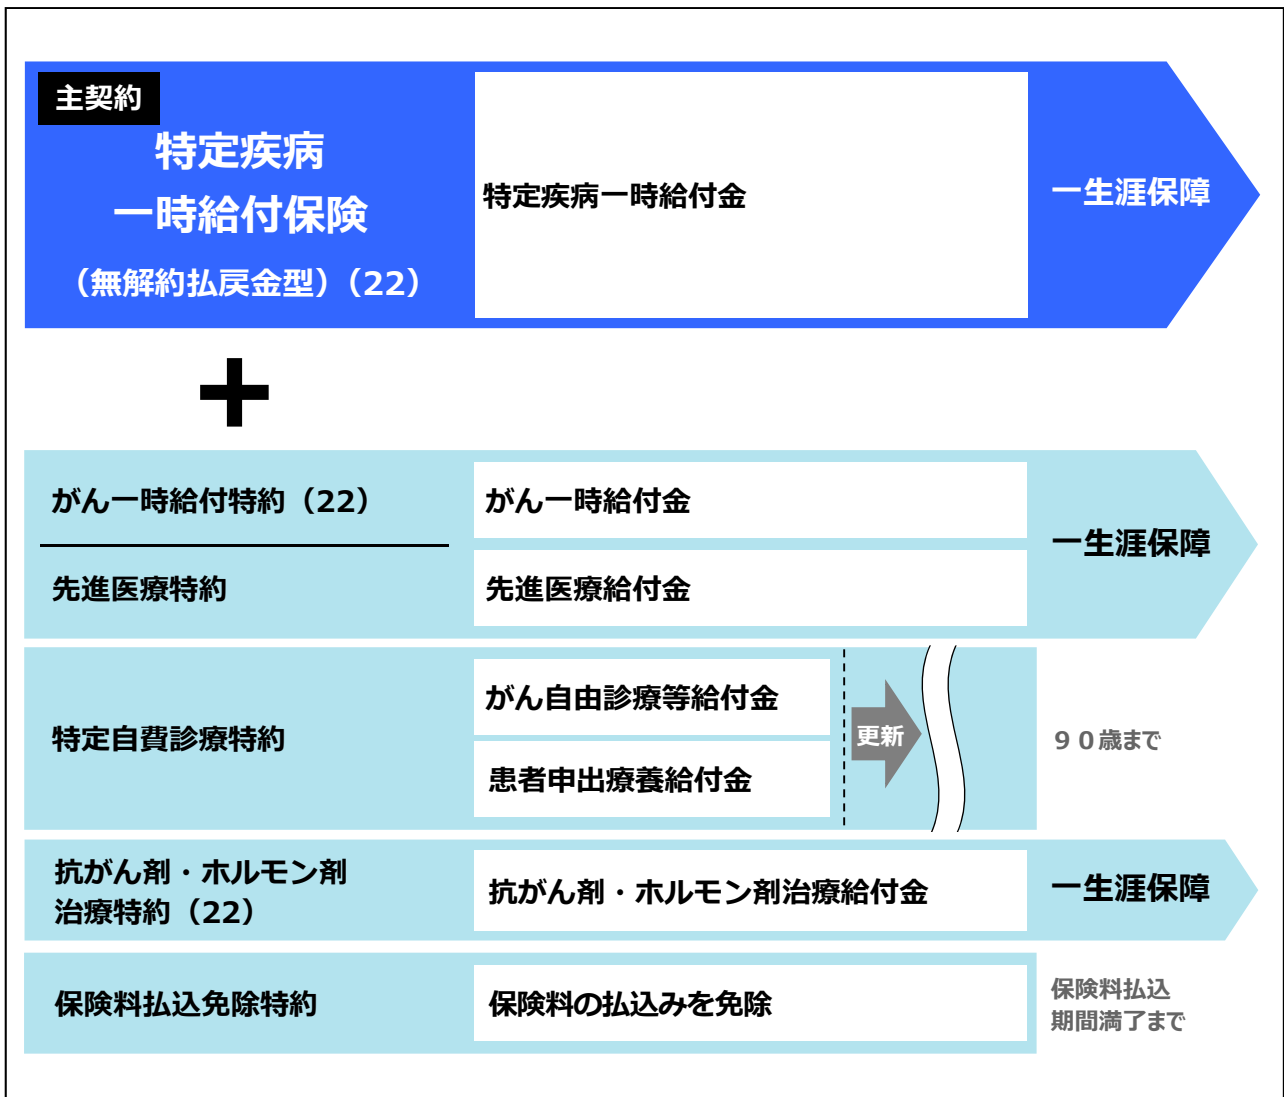 主契約
特定疾病
一時給付保険
（無解約払戻金型）（22）
特定疾病一時給付金
一生涯保障
がん一時給付特約（22）
がん一時給付金
先進医療特約
先進医療給付金
一生涯保障
特定自費診療特約
がん自由診療等給付金
患者申出療養給付金
更新
９０歳まで
抗がん剤・ホルモン剤
治療特約（22）
抗がん剤・ホルモン剤治療給付金
一生涯保障
保険料払込免除特約
保険料の払込みを免除
保険料払込
期間満了まで